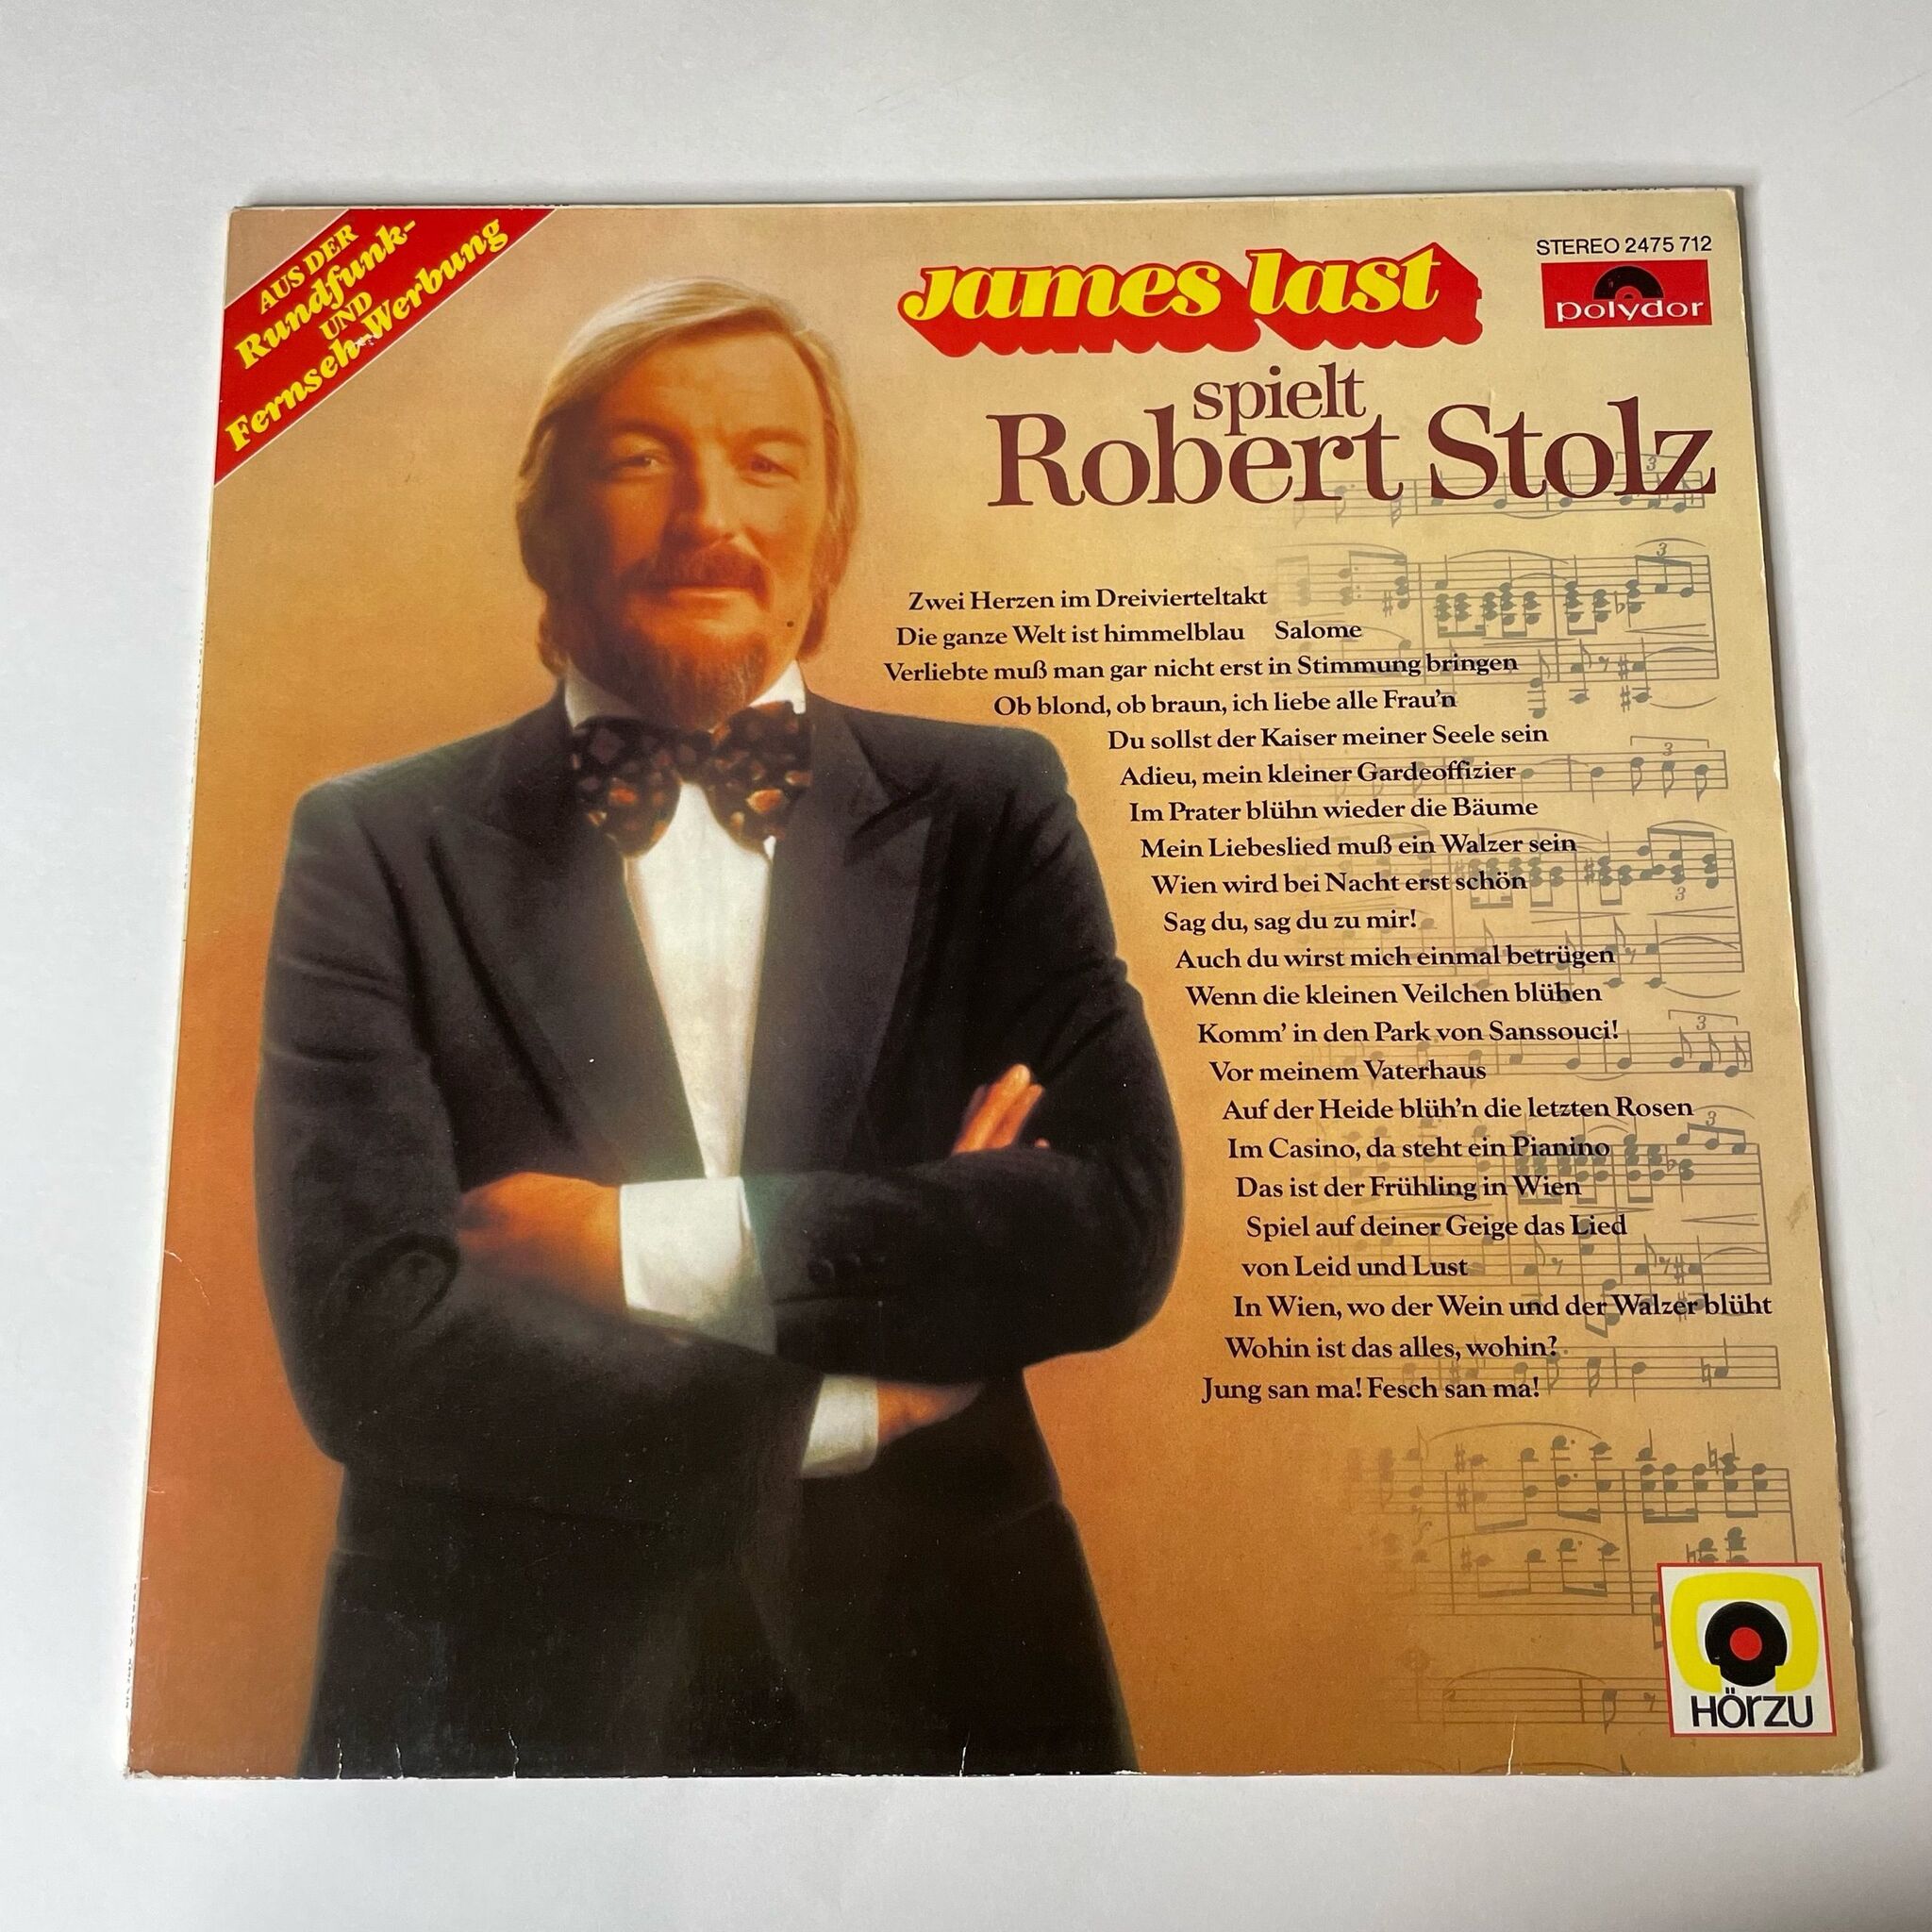 AUS DER
Rundfunk-
UND
Fernseh-Werbung
james last
STEREO 2475 712
polydor
spielt
Robert Stolz
Zwei Herzen im Dreivierteltakt
Die ganze Welt ist himmelblau Salome
Verliebte muß man gar nicht erst in Stimmung bringen
Ob blond, ob braun, ich liebe alle Frau'n
Du sollst der Kaiser meiner Seele sein
Adieu, mein kleiner Gardeoffizier
Im Prater blühn wieder die Bäume
Mein Liebeslied muß ein Walzer sein
Wien wird bei Nacht erst schön
Sag du, sag du zu mir!
Auch du wirst mich einmal betrügen
Wenn die kleinen Veilchen blühen
Komm' in den Park von Sanssouci!
Vor meinem Vaterhaus
Auf der Heide blüh'n die letzten Rosen
Im Casino, da steht ein Pianino
Das ist der Frühling in Wien
Spiel auf deiner Geige das Lied
von Leid und Lust
In Wien, wo der Wein und der Walzer blüht
Wohin ist das alles, wohin?
Jung san ma! Fesch san ma!
HÖrZU